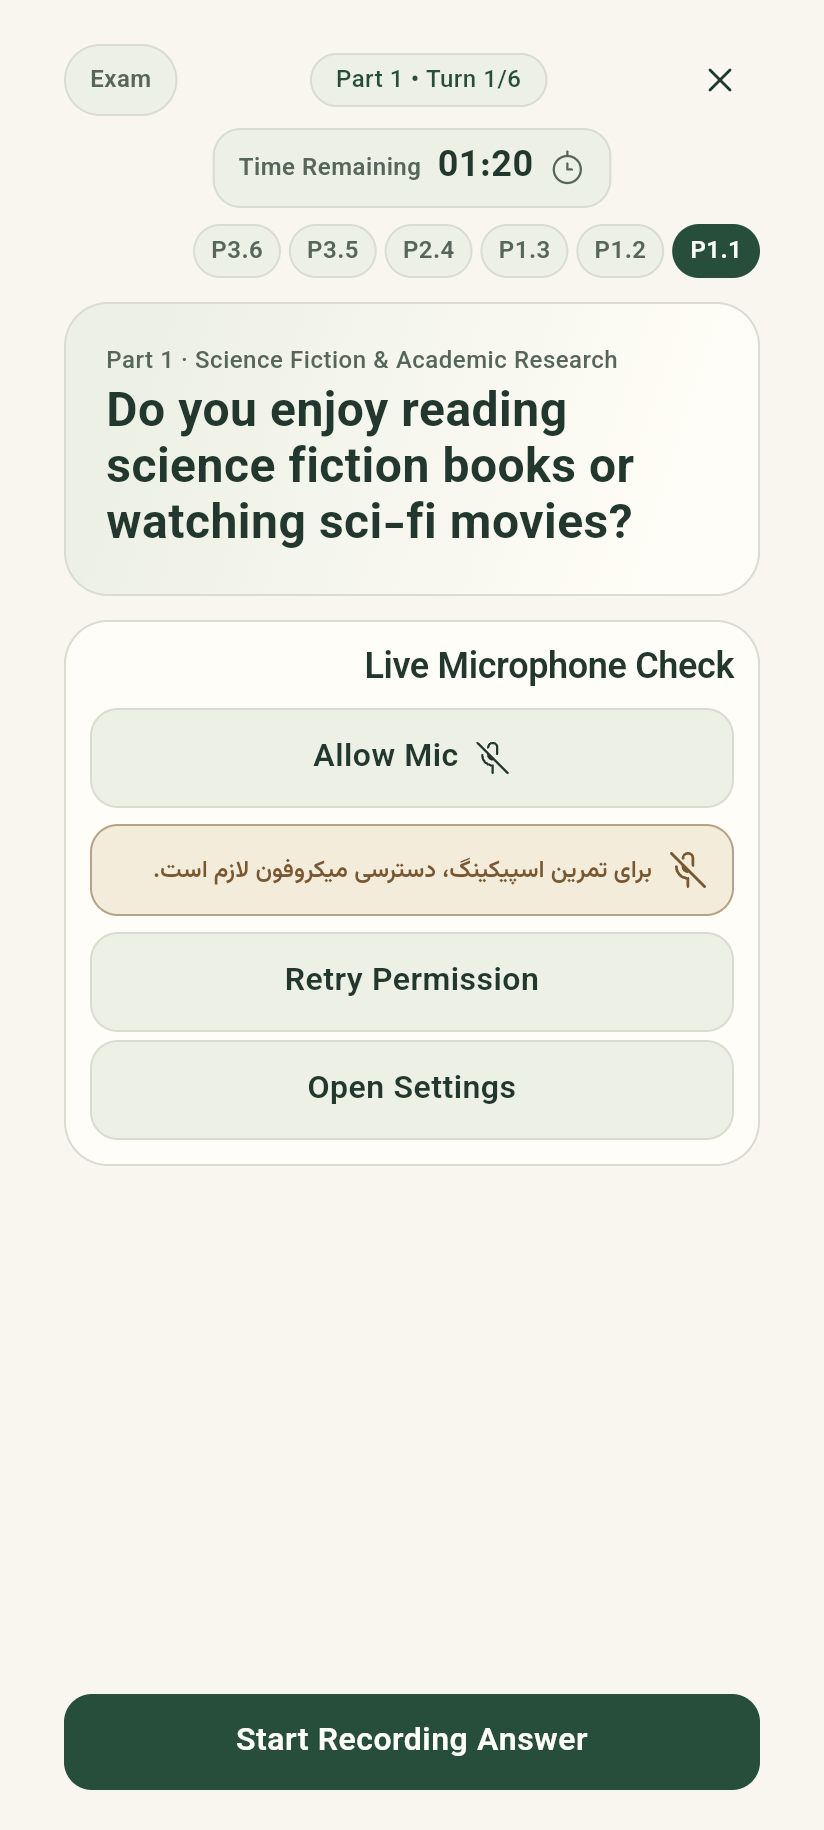 Exam
Part 1 • Turn 1/6
Time Remaining 01:20
P3.6 P3.5 P2.4 P1.3 P1.2 P1.1
Part 1 · Science Fiction & Academic Research
Do you enjoy reading
science fiction books or
watching sci-fi movies?
Live Microphone Check
Allow Mic
برای تمرین اسپیکینگ، دسترسی میکروفون لازم است.
Retry Permission
Open Settings
Start Recording Answer